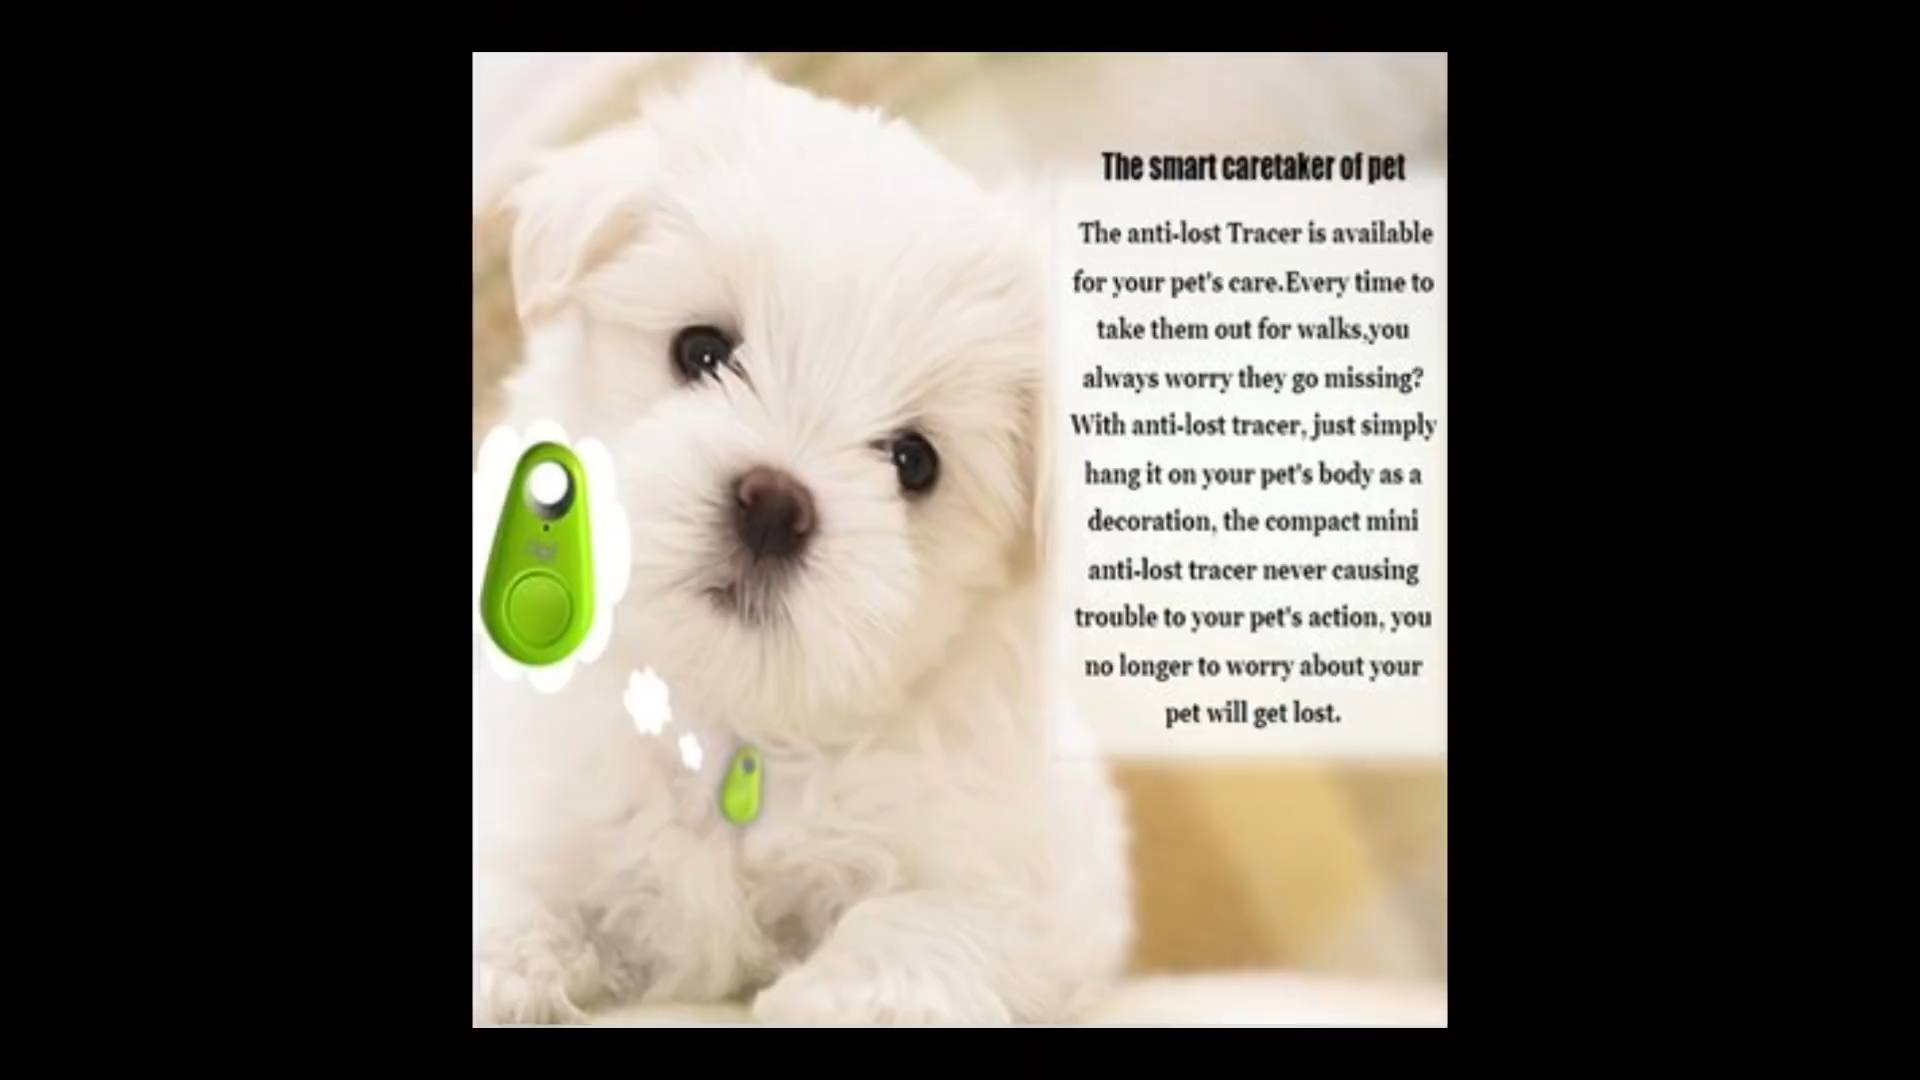 The smart caretaker of pet
The anti-lost Tracer is available
for your pet's care.Every time to
take them out for walks,you
always worry they go missing?
With anti-lost tracer, just simply
hang it on your pet's body as a
decoration, the compact mini
anti-lost tracer never causing
trouble to your pet's action, you
no longer to worry about your
pet will get lost.